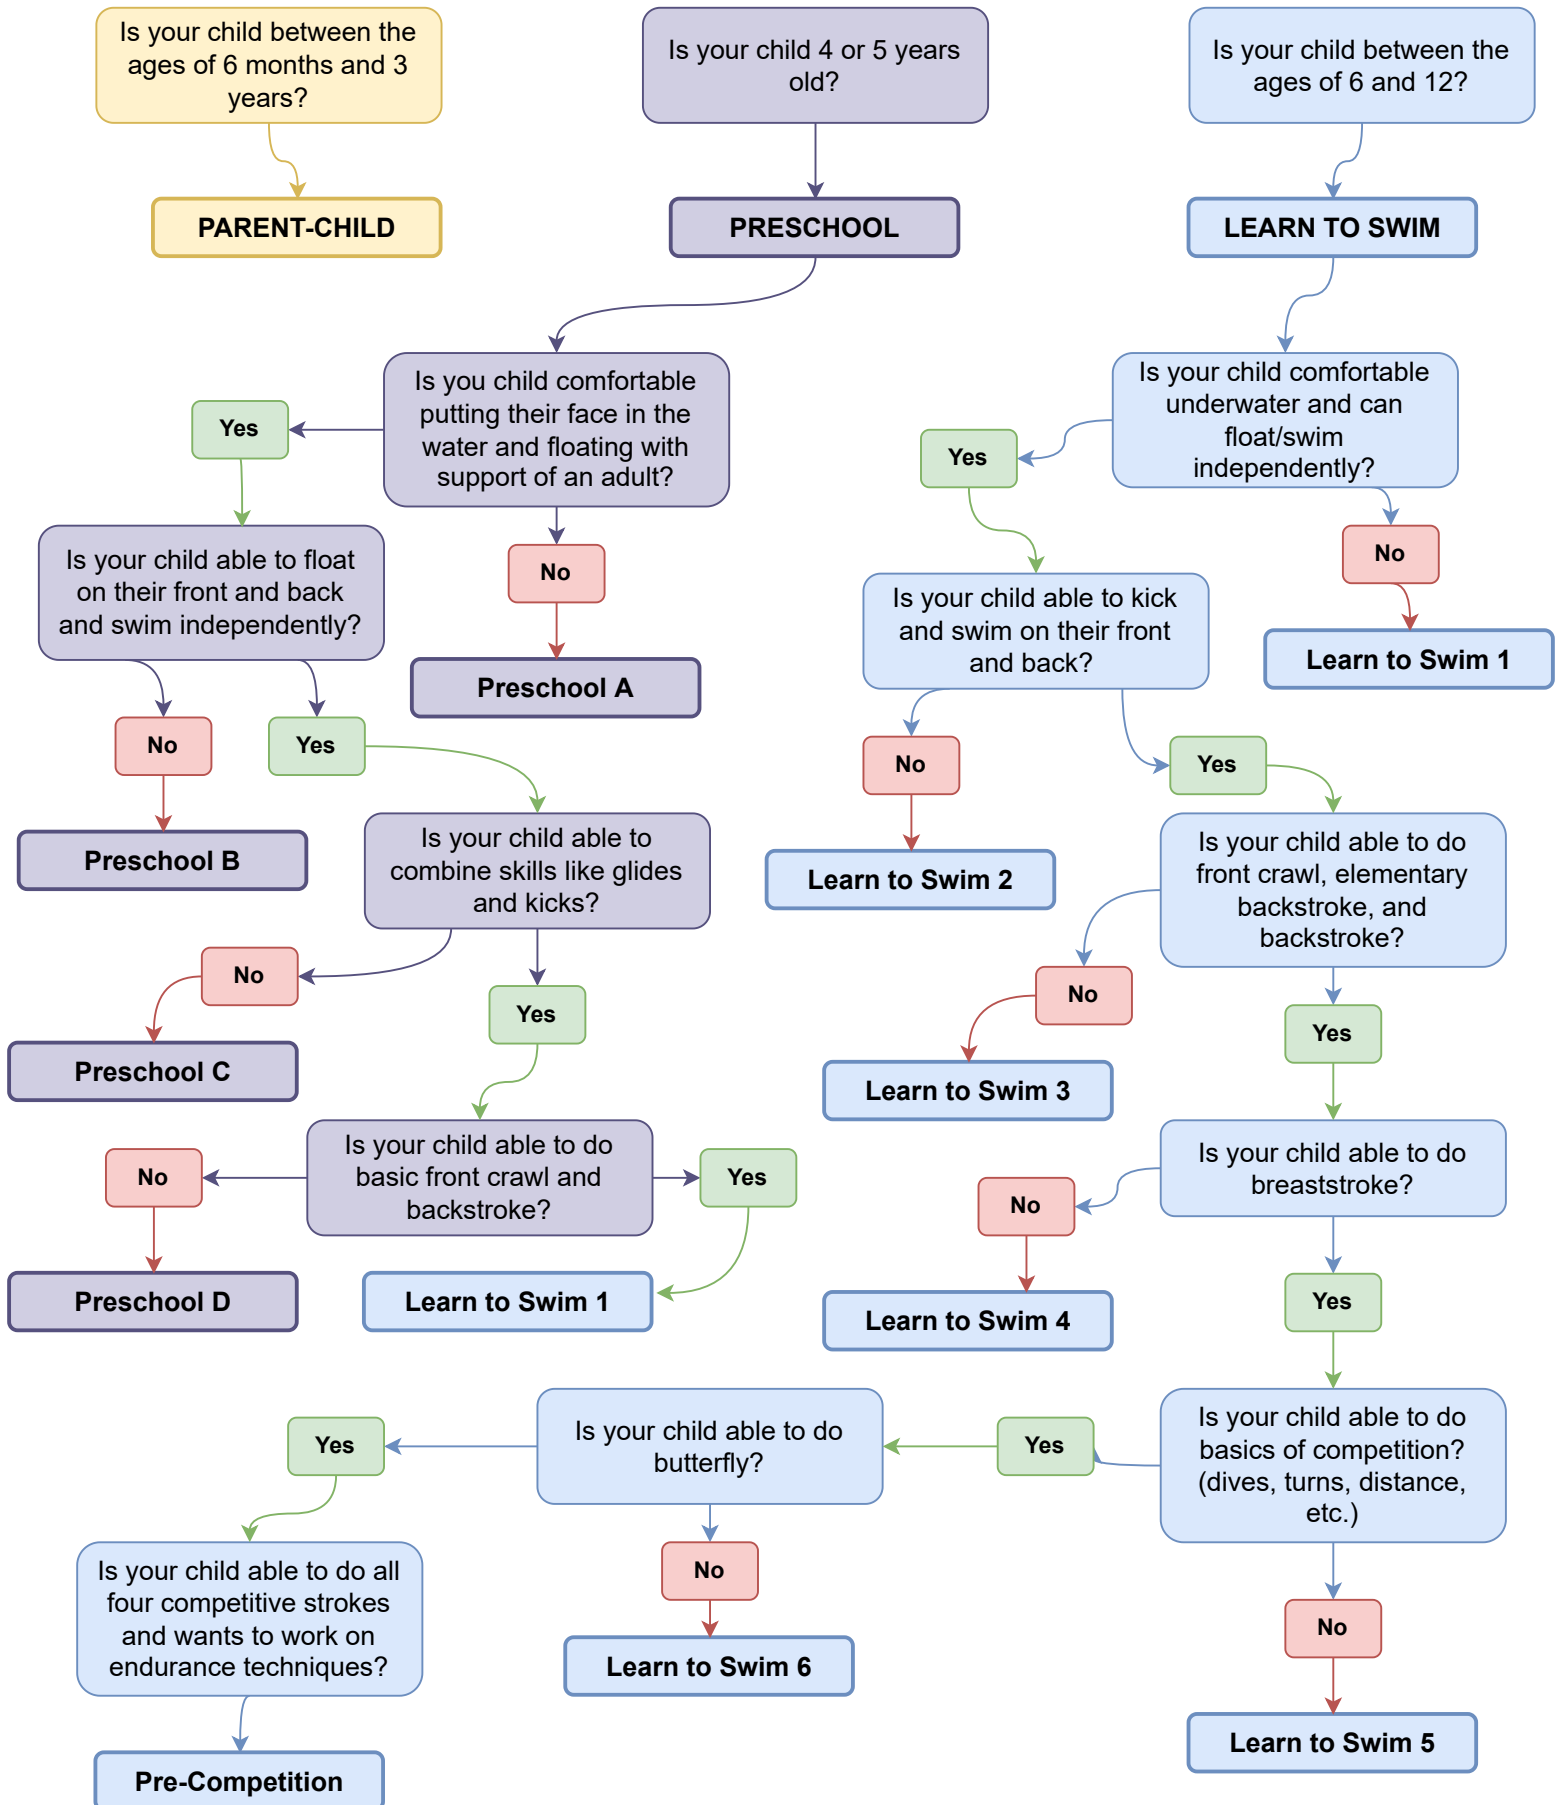 Is your child between the
ages of 6 months and 3
years?
Is your child 4 or 5 years
old?
Is your child between the
ages of 6 and 12?
PARENT-CHILD
PRESCHOOL
LEARN TO SWIM
Is you child comfortable
putting their face in the
water and floating with
support of an adult?
Yes
No
Preschool A
Is your child able to float
on their front and back
and swim independently?
No
Yes
Preschool B
Is your child able to
combine skills like glides
and kicks?
No
Yes
Preschool C
Is your child able to do
basic front crawl and
backstroke?
No
Yes
Preschool D
Learn to Swim 1
Is your child comfortable
underwater and can
float/swim
independently?
Yes
No
Learn to Swim 1
Is your child able to kick
and swim on their front
and back?
No
Yes
Learn to Swim 2
Is your child able to do
front crawl, elementary
backstroke, and
backstroke?
No
Yes
Learn to Swim 3
Is your child able to do
breaststroke?
No
Yes
Learn to Swim 4
Is your child able to do
basics of competition?
(dives, turns, distance,
etc.)
Yes
No
Learn to Swim 5
Is your child able to do
butterfly?
Yes
No
Learn to Swim 6
Is your child able to do all
four competitive strokes
and wants to work on
endurance techniques?
Pre-Competition